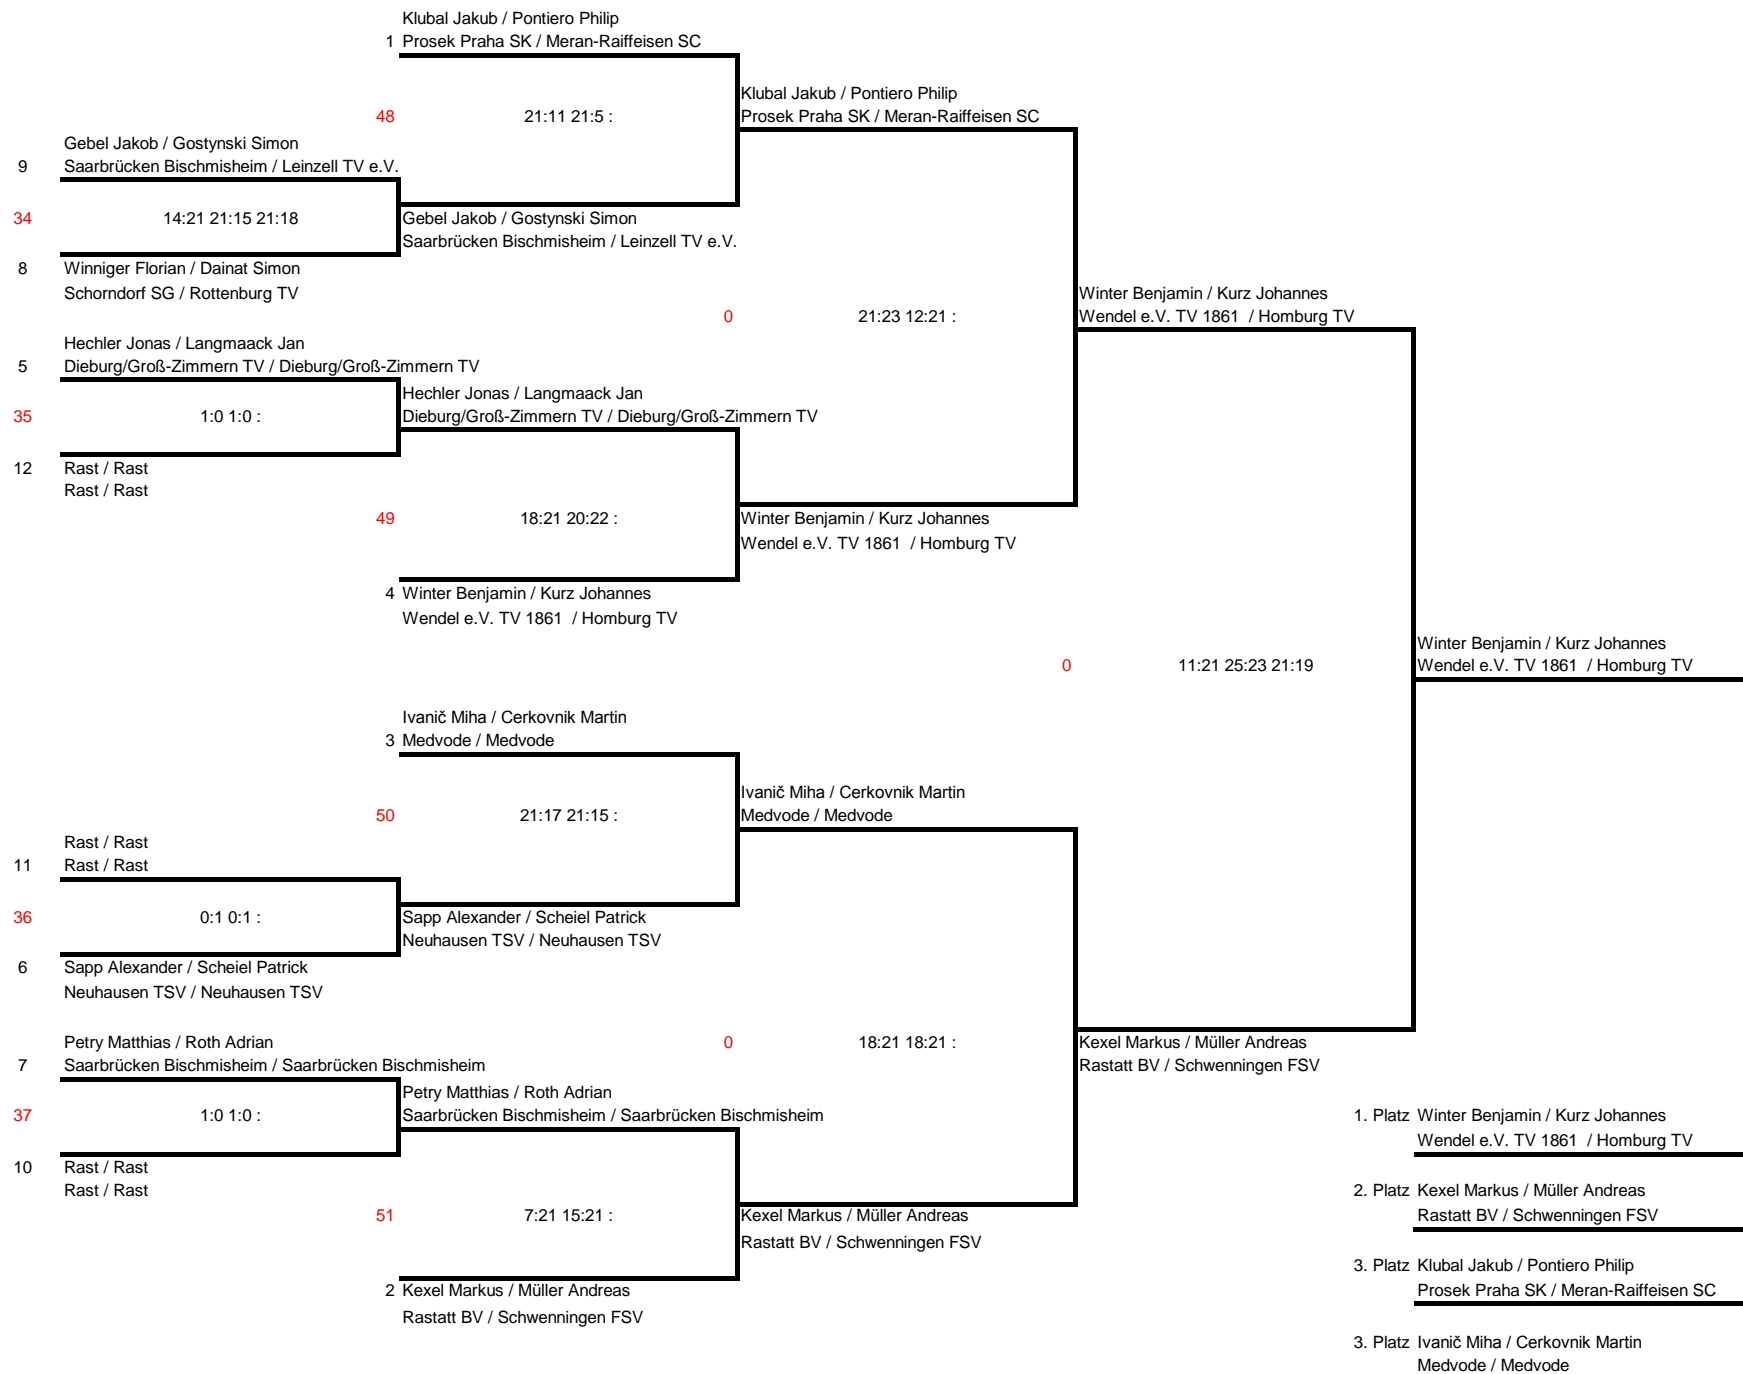 Klubal Jakub / Pontiero Philip
1 Prosek Praha SK / Meran-Raiffeisen SC
Klubal Jakub / Pontiero Philip
48 21:11 21:5 : Prosek Praha SK / Meran-Raiffeisen SC
Gebel Jakob / Gostynski Simon
9 Saarbrücken Bischmisheim / Leinzell TV e.V.
34 14:21 21:15 21:18 Gebel Jakob / Gostynski Simon
Saarbrücken Bischmisheim / Leinzell TV e.V.
8 Winniger Florian / Dainat Simon
Schorndorf SG / Rottenburg TV Winter Benjamin / Kurz Johannes
0 21:23 12:21 : Wendel e.V. TV 1861  / Homburg TV
Hechler Jonas / Langmaack Jan
5 Dieburg/Groß-Zimmern TV / Dieburg/Groß-Zimmern TV
Hechler Jonas / Langmaack Jan
35 1:0 1:0 : Dieburg/Groß-Zimmern TV / Dieburg/Groß-Zimmern TV
12 Rast / Rast
Rast / Rast
49 18:21 20:22 : Winter Benjamin / Kurz Johannes
Wendel e.V. TV 1861  / Homburg TV
4 Winter Benjamin / Kurz Johannes
Wendel e.V. TV 1861  / Homburg TV
Winter Benjamin / Kurz Johannes
0 11:21 25:23 21:19 Wendel e.V. TV 1861  / Homburg TV
Ivanič Miha / Cerkovnik Martin
3 Medvode / Medvode
Ivanič Miha / Cerkovnik Martin
50 21:17 21:15 : Medvode / Medvode
Rast / Rast
11 Rast / Rast
36 0:1 0:1 : Sapp Alexander / Scheiel Patrick
Neuhausen TSV / Neuhausen TSV
6 Sapp Alexander / Scheiel Patrick
Neuhausen TSV / Neuhausen TSV
Petry Matthias / Roth Adrian 0 18:21 18:21 : Kexel Markus / Müller Andreas
7 Saarbrücken Bischmisheim / Saarbrücken Bischmisheim Rastatt BV / Schwenningen FSV
Petry Matthias / Roth Adrian
37 1:0 1:0 : Saarbrücken Bischmisheim / Saarbrücken Bischmisheim 1. Platz Winter Benjamin / Kurz Johannes
Wendel e.V. TV 1861  / Homburg TV
10 Rast / Rast
Rast / Rast 2. Platz Kexel Markus / Müller Andreas
51 7:21 15:21 : Kexel Markus / Müller Andreas Rastatt BV / Schwenningen FSV
Rastatt BV / Schwenningen FSV
3. Platz Klubal Jakub / Pontiero Philip
2 Kexel Markus / Müller Andreas Prosek Praha SK / Meran-Raiffeisen SC
Rastatt BV / Schwenningen FSV
3. Platz Ivanič Miha / Cerkovnik Martin
Medvode / Medvode